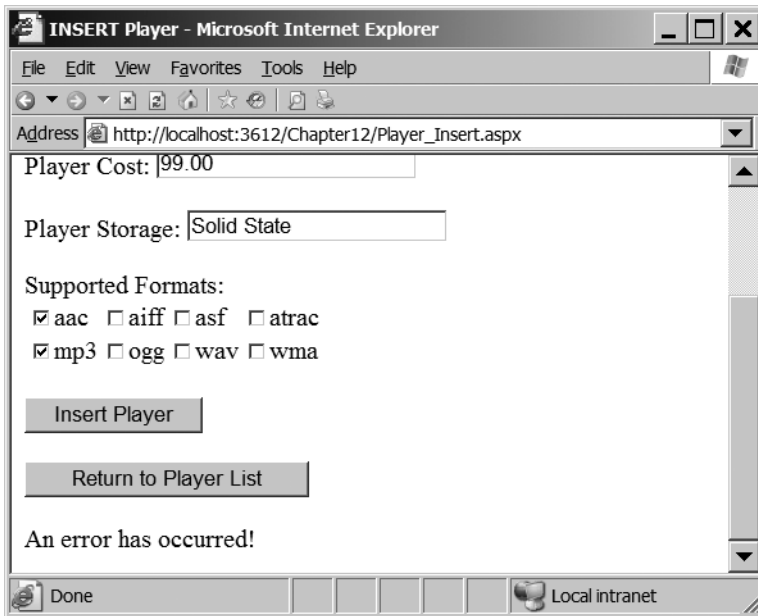 INSERT Player - Microsoft Internet Explorer
File Edit View Favorites Tools Help
Address http://localhost:3612/Chapter12/Player_Insert.aspx
Player Cost: 99.00
Player Storage: Solid State
Supported Formats:
aac aiff asf atrac
mp3 ogg wav wma
Insert Player
Return to Player List
An error has occurred!
Done Local intranet